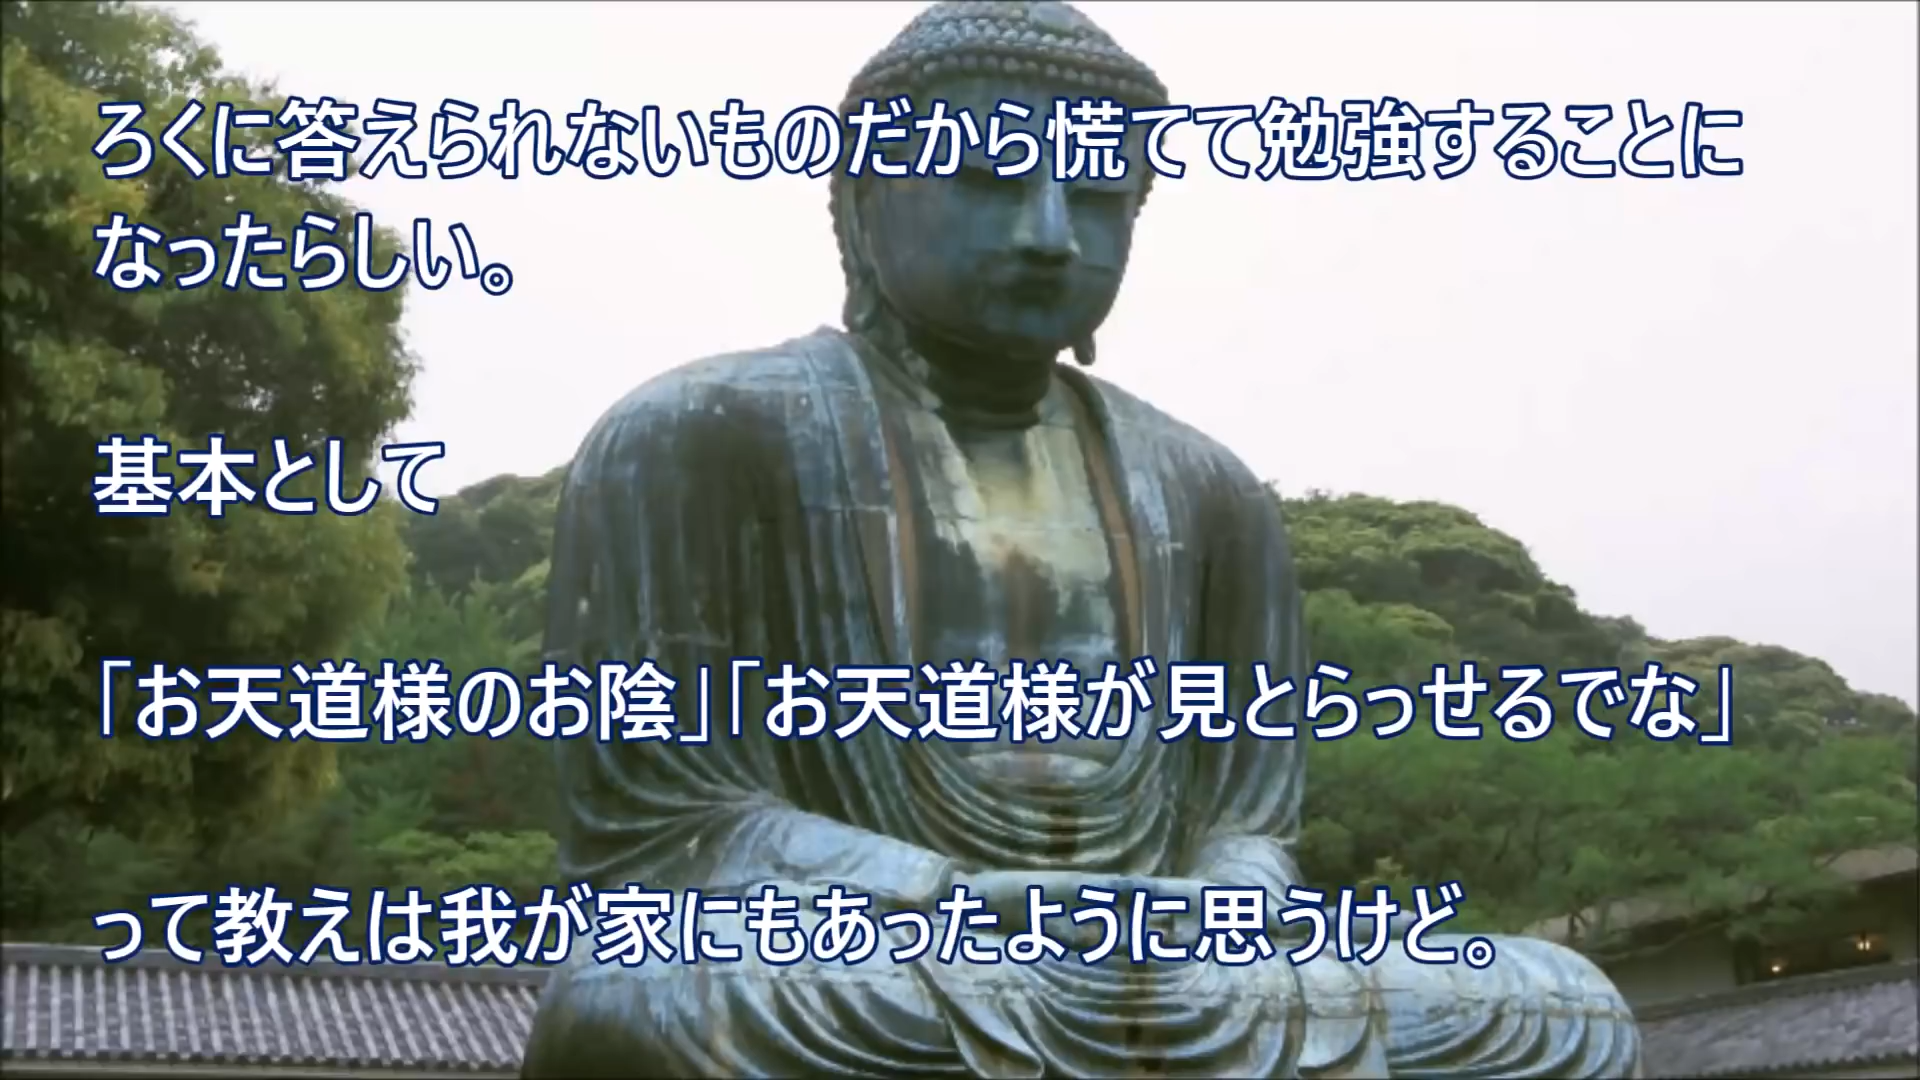 ろくに答えられないものだから慌てて勉強することに
なったらしい。
基本として
「お天道様のお陰」「お天道様が見とらっせるでな」
って教えは我が家にもあったように思うけど。